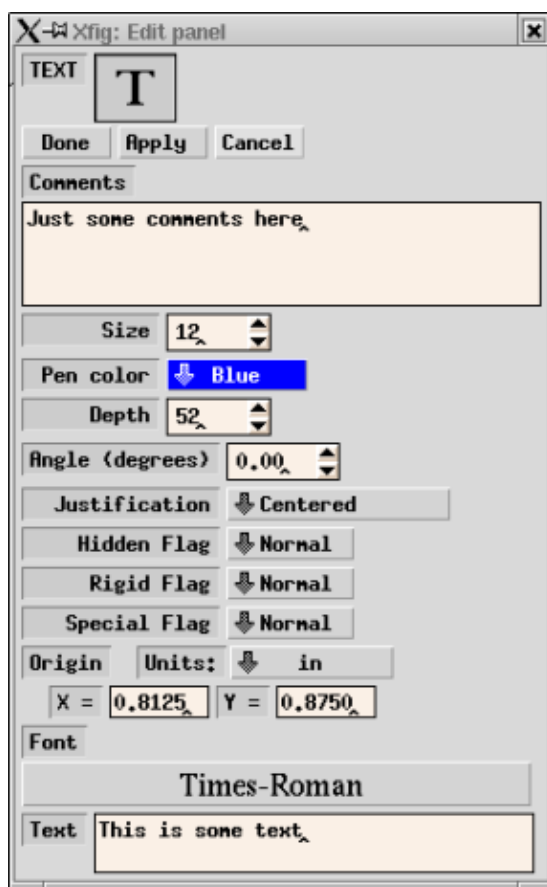 Xfig: Edit panel
TEXT T
Done Apply Cancel
Comments
Just some comments here
Size 12
Pen color Blue
Depth 52
Angle (degrees) 0.00
Justification Centered
Hidden Flag Normal
Rigid Flag Normal
Special Flag Normal
Origin Units: in
X = 0.8125 Y = 0.8750
Font
Times-Roman
Text This is some text